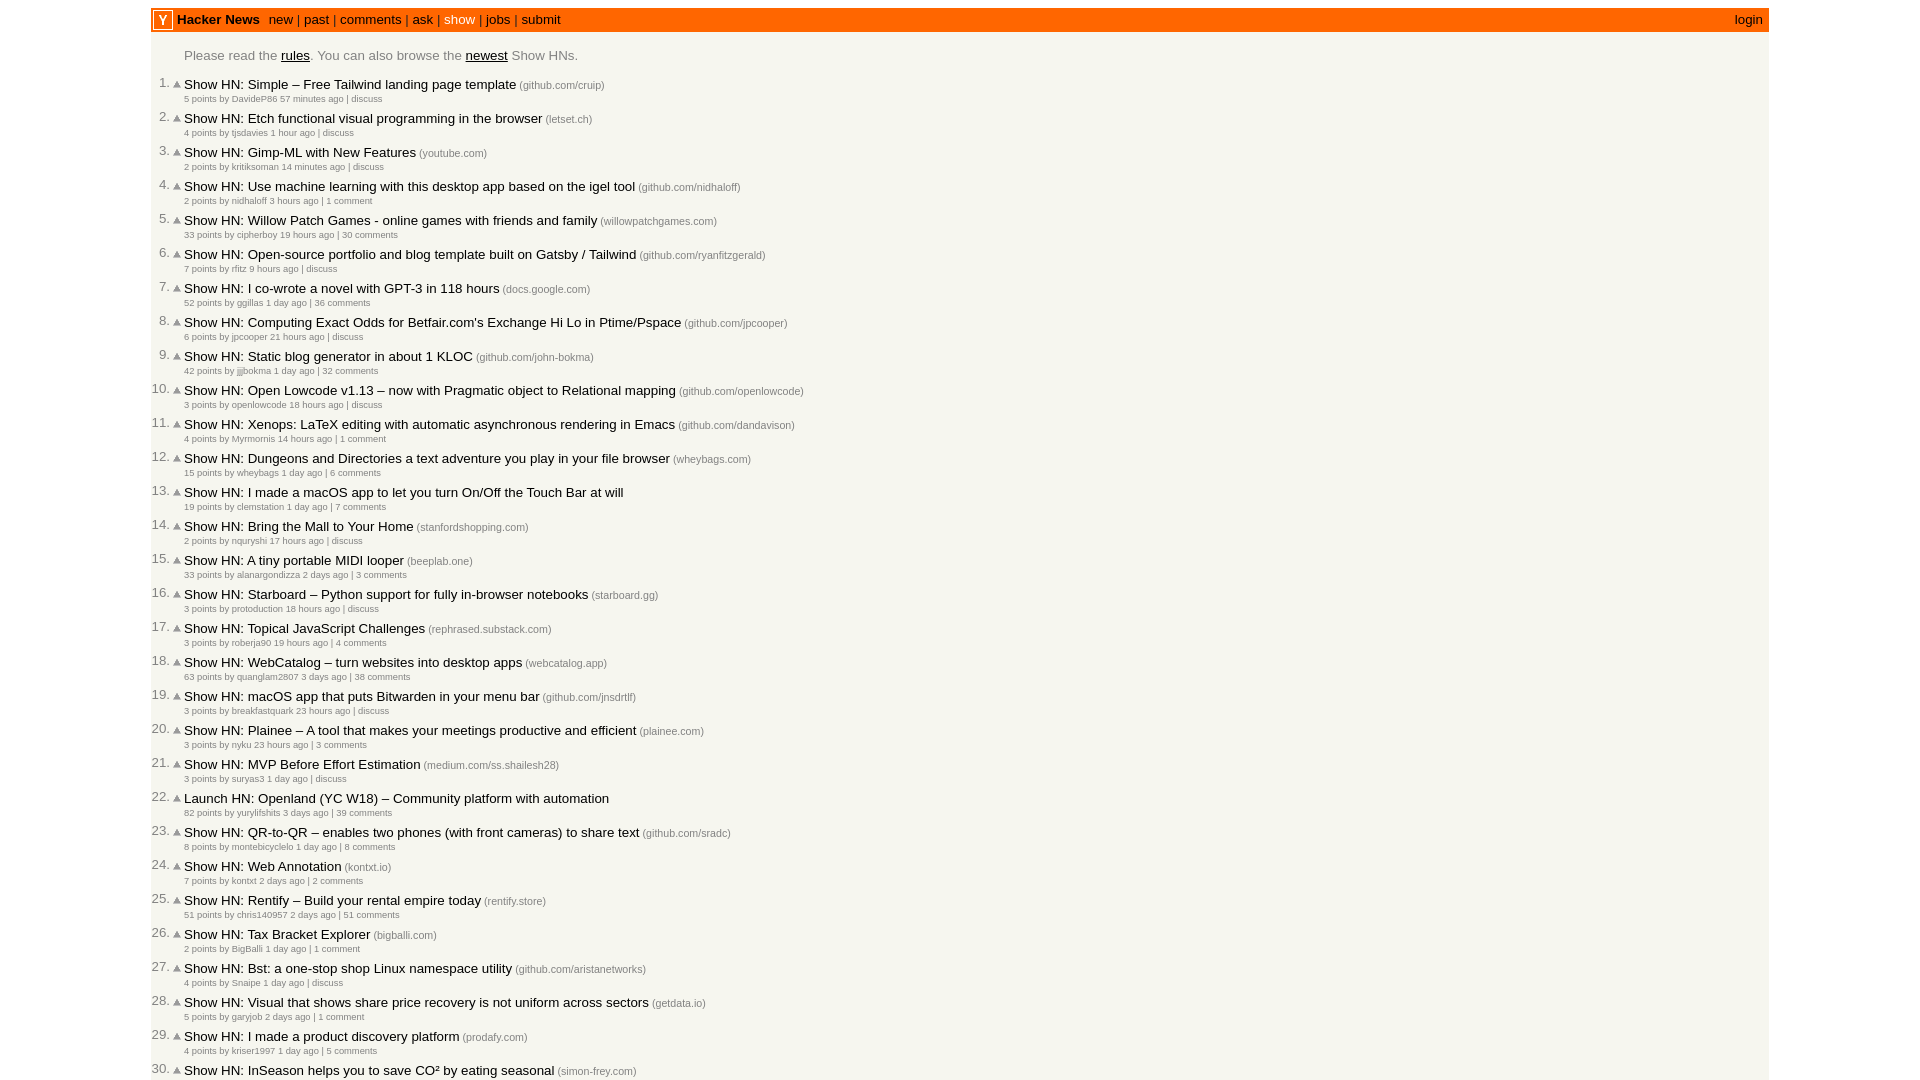 Y Hacker News new | past | comments | ask | show | jobs | submit login
Please read the rules. You can also browse the newest Show HNs.
1. Show HN: Simple – Free Tailwind landing page template (github.com/cruip)
5 points by DavideP86 57 minutes ago | discuss
2. Show HN: Etch functional visual programming in the browser (letset.ch)
4 points by tjsdavies 1 hour ago | discuss
3. Show HN: Gimp-ML with New Features (youtube.com)
2 points by kritiksoman 14 minutes ago | discuss
4. Show HN: Use machine learning with this desktop app based on the igel tool (github.com/nidhaloff)
2 points by nidhaloff 3 hours ago | 1 comment
5. Show HN: Willow Patch Games - online games with friends and family (willowpatchgames.com)
33 points by cipherboy 19 hours ago | 30 comments
6. Show HN: Open-source portfolio and blog template built on Gatsby / Tailwind (github.com/ryanfitzgerald)
7 points by rfitz 9 hours ago | discuss
7. Show HN: I co-wrote a novel with GPT-3 in 118 hours (docs.google.com)
52 points by ggillas 1 day ago | 36 comments
8. Show HN: Computing Exact Odds for Betfair.com's Exchange Hi Lo in Ptime/Pspace (github.com/jpcooper)
6 points by jpcooper 21 hours ago | discuss
9. Show HN: Static blog generator in about 1 KLOC (github.com/john-bokma)
42 points by jjjbokma 1 day ago | 32 comments
10. Show HN: Open Lowcode v1.13 – now with Pragmatic object to Relational mapping (github.com/openlowcode)
3 points by openlowcode 18 hours ago | discuss
11. Show HN: Xenops: LaTeX editing with automatic asynchronous rendering in Emacs (github.com/dandavison)
4 points by Myrmornis 14 hours ago | 1 comment
12. Show HN: Dungeons and Directories a text adventure you play in your file browser (wheybags.com)
15 points by wheybags 1 day ago | 6 comments
13. Show HN: I made a macOS app to let you turn On/Off the Touch Bar at will
19 points by clemstation 1 day ago | 7 comments
14. Show HN: Bring the Mall to Your Home (stanfordshopping.com)
2 points by nquryshi 17 hours ago | discuss
15. Show HN: A tiny portable MIDI looper (beeplab.one)
33 points by alanargondizza 2 days ago | 3 comments
16. Show HN: Starboard – Python support for fully in-browser notebooks (starboard.gg)
3 points by protoduction 18 hours ago | discuss
17. Show HN: Topical JavaScript Challenges (rephrased.substack.com)
3 points by roberja90 19 hours ago | 4 comments
18. Show HN: WebCatalog – turn websites into desktop apps (webcatalog.app)
63 points by quanglam2807 3 days ago | 38 comments
19. Show HN: macOS app that puts Bitwarden in your menu bar (github.com/jnsdrtlf)
3 points by breakfastquark 23 hours ago | discuss
20. Show HN: Plainee – A tool that makes your meetings productive and efficient (plainee.com)
3 points by nyku 23 hours ago | 3 comments
21. Show HN: MVP Before Effort Estimation (medium.com/ss.shailesh28)
3 points by suryas3 1 day ago | discuss
22. Launch HN: Openland (YC W18) – Community platform with automation
82 points by yurylifshits 3 days ago | 39 comments
23. Show HN: QR-to-QR – enables two phones (with front cameras) to share text (github.com/sradc)
8 points by montebicyclelo 1 day ago | 8 comments
24. Show HN: Web Annotation (kontxt.io)
7 points by kontxt 2 days ago | 2 comments
25. Show HN: Rentify – Build your rental empire today (rentify.store)
51 points by chris140957 2 days ago | 51 comments
26. Show HN: Tax Bracket Explorer (bigballi.com)
2 points by BigBalli 1 day ago | 1 comment
27. Show HN: Bst: a one-stop shop Linux namespace utility (github.com/aristanetworks)
4 points by Snaipe 1 day ago | discuss
28. Show HN: Visual that shows share price recovery is not uniform across sectors (getdata.io)
5 points by garyjob 2 days ago | 1 comment
29. Show HN: I made a product discovery platform (prodafy.com)
4 points by kriser1997 1 day ago | 5 comments
30. Show HN: InSeason helps you to save CO² by eating seasonal (simon-frey.com)